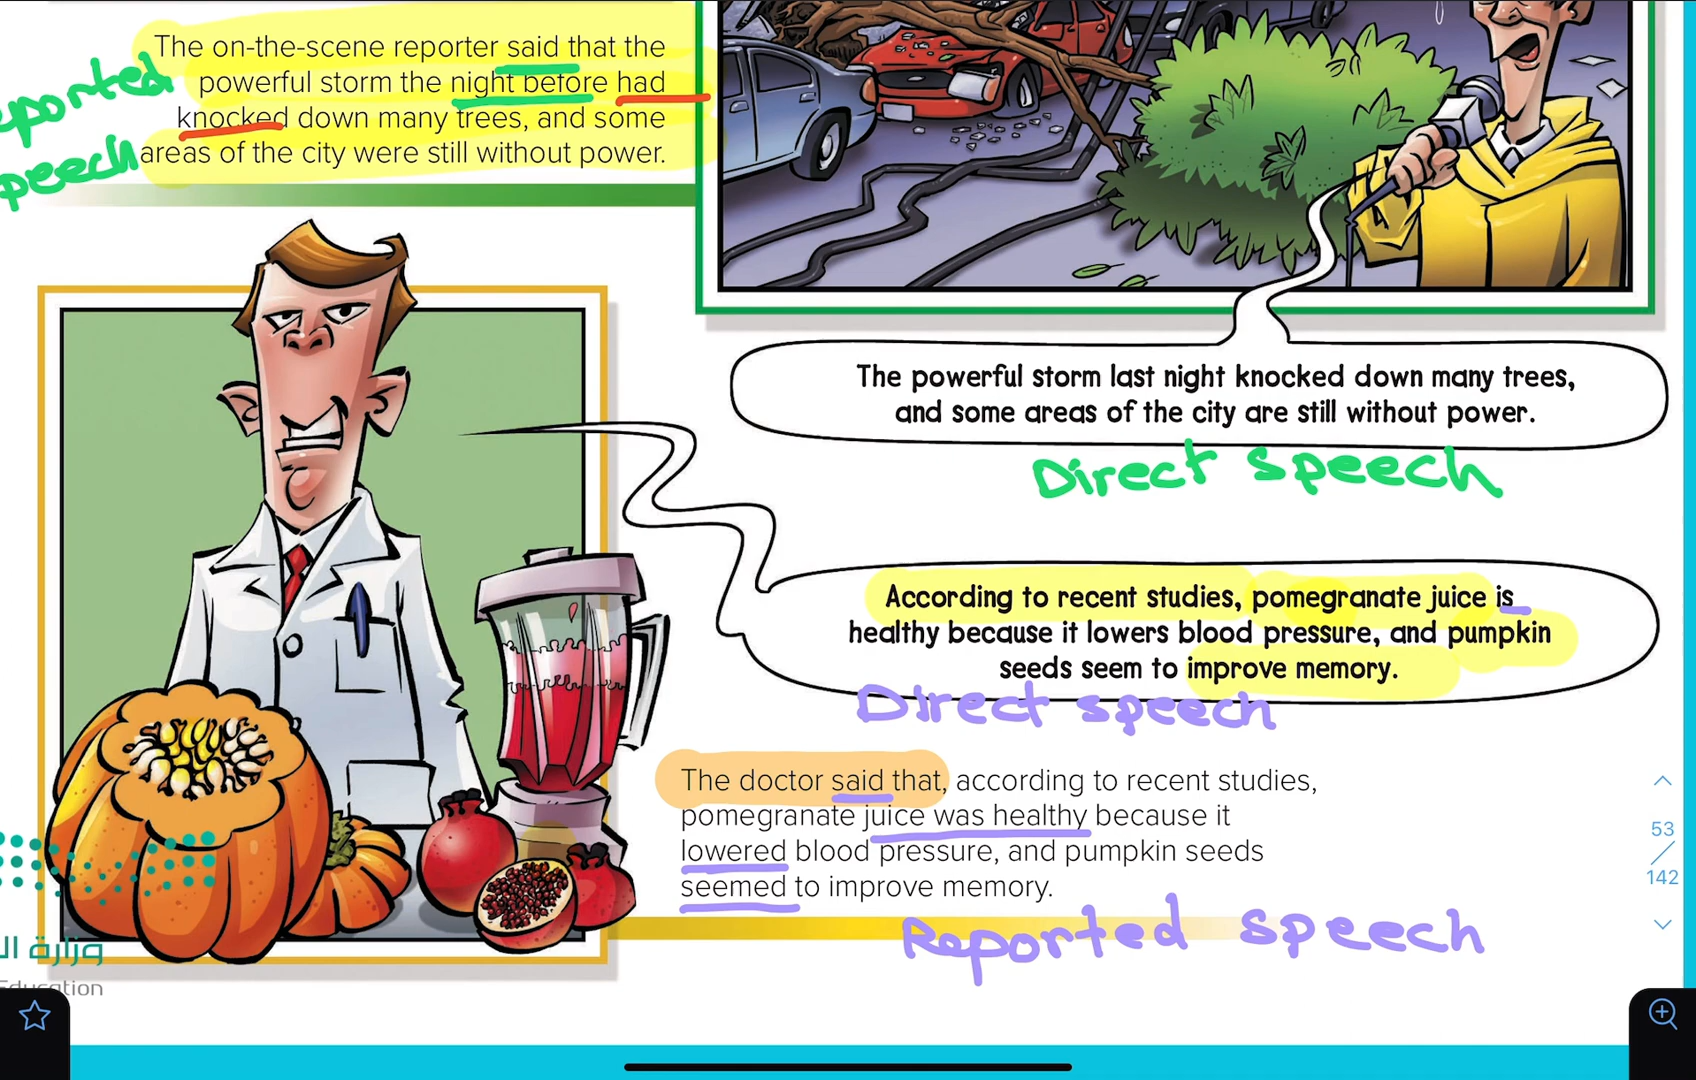 The on-the-scene reporter said that the
powerful storm the night before had
knocked down many trees, and some
areas of the city were still without power.
eported
peech
The powerful storm last night knocked down many trees,
and some areas of the city are still without power.
Direct speech
According to recent studies, pomegranate juice is
healthy because it lowers blood pressure, and pumpkin
seeds seem to improve memory.
Direct speech
The doctor said that, according to recent studies,
pomegranate juice was healthy because it
lowered blood pressure, and pumpkin seeds
seemed to improve memory.
Reported speech
53
142
وزارة ال
Education